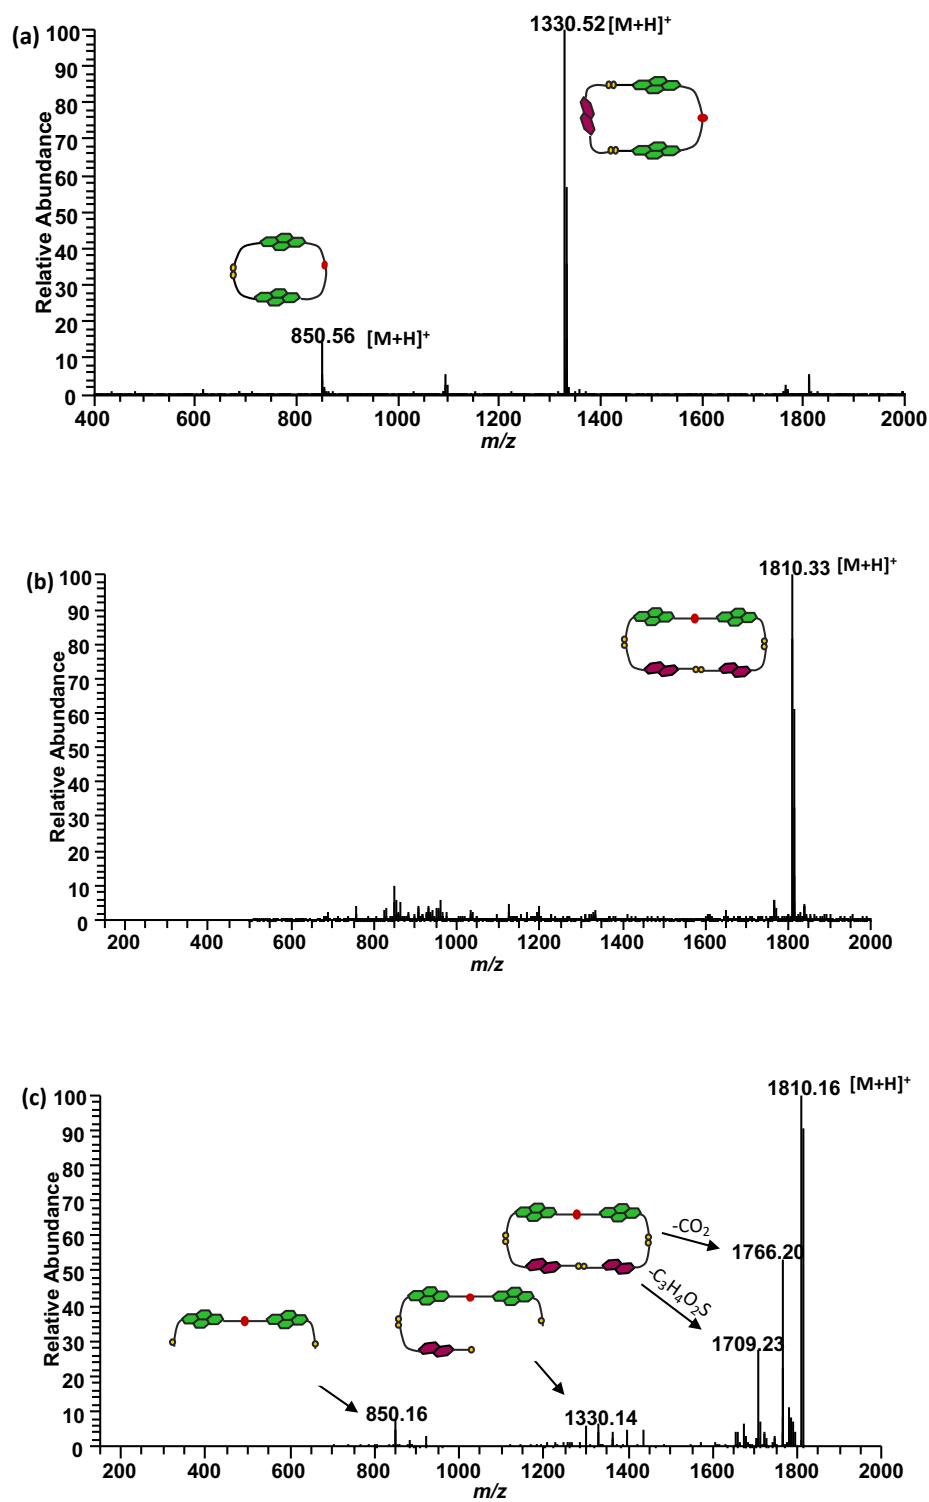 (a)
1330.52 [M+H]+
850.56 [M+H]+
Relative Abundance
100
90
80
70
60
50
40
30
20
10
0
400 600 800 1000 1200 1400 1600 1800 2000
m/z
(b)
1810.33 [M+H]+
Relative Abundance
100
90
80
70
60
50
40
30
20
10
0
200 400 600 800 1000 1200 1400 1600 1800 2000
m/z
(c)
1810.16 [M+H]+
-CO2
1766.20
-C3H4O2S
1709.23
850.16
1330.14
Relative Abundance
100
90
80
70
60
50
40
30
20
10
0
200 400 600 800 1000 1200 1400 1600 1800 2000
m/z